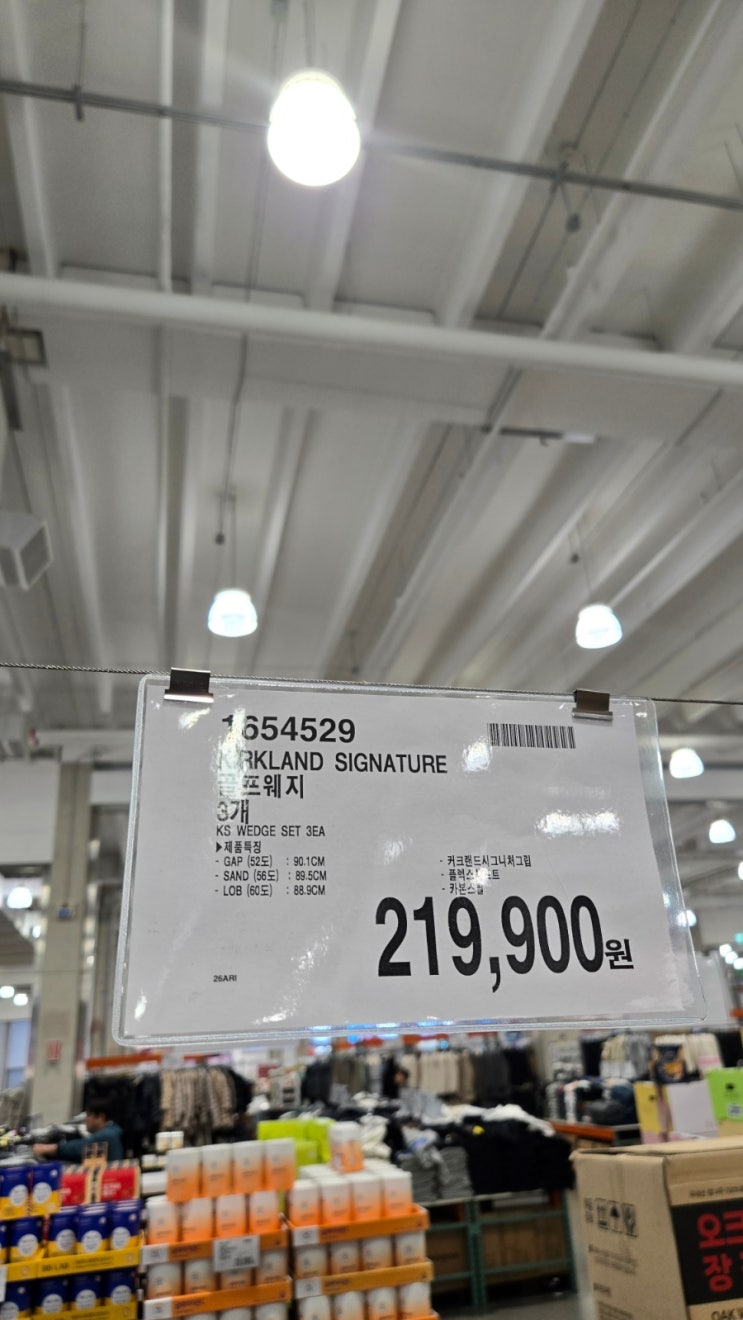 1654529
KIRKLAND SIGNATURE
골프웨지
3개
KS WEDGE SET 3EA
▶제품특징
- GAP (52도) : 90.1CM
- SAND (56도) : 89.5CM
- LOB (60도) : 88.9CM
- 커크랜드시그니처그립
- 카본스틸
219,900원
26ARI